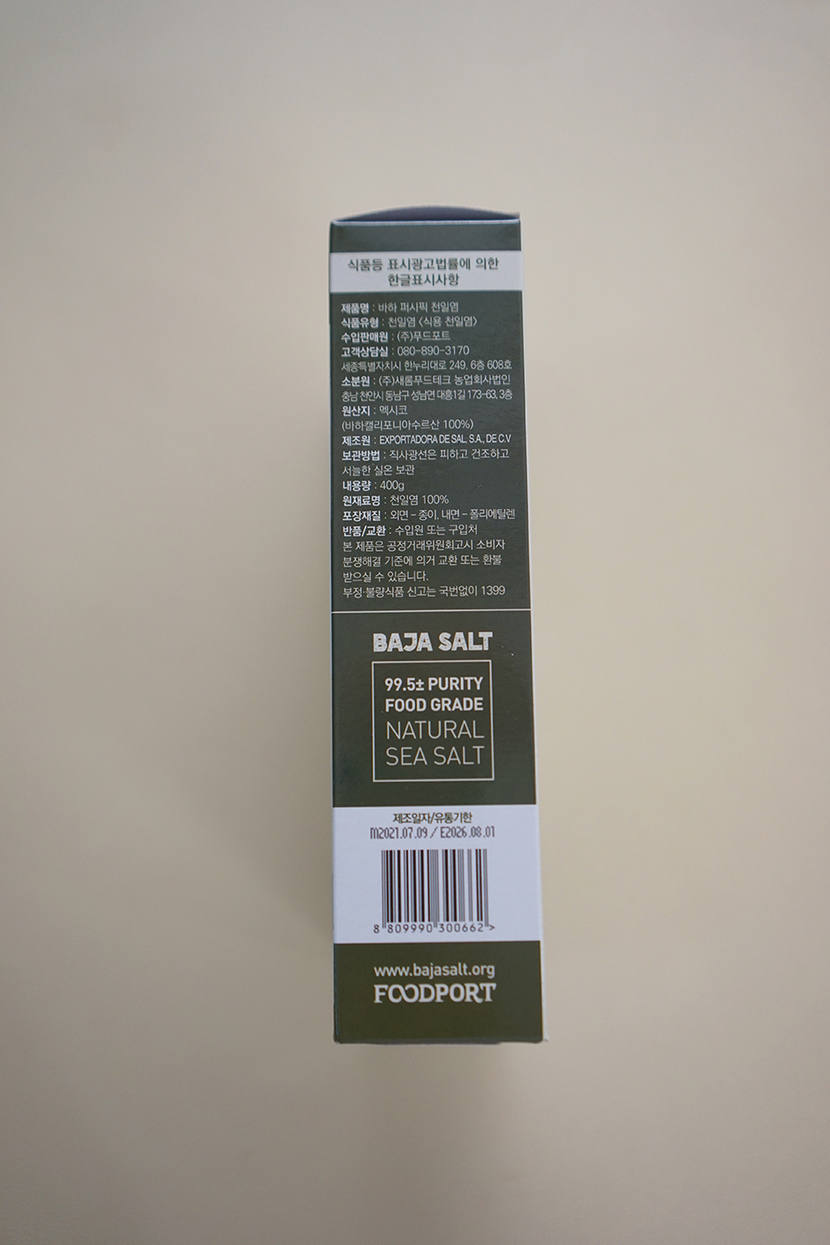 식품등 표시광고법률에 의한
한글표시사항
제품명 : 바하 퍼시픽 천일염
식품유형 : 천일염 <식용 천일염>
수입판매원 : (주)푸드포트
고객상담실 : 080-890-3170
세종특별자치시 한누리대로 249, 6층 608호
소분원 : (주)새롬푸드테크 농업회사법인
충남 천안시 동남구 성남면 대흥1길 173-63, 3층
원산지 : 멕시코
(바하캘리포니아수르산 100%)
제조원 : EXPORTADORA DE SAL, S.A., DE C.V
보관방법 : 직사광선은 피하고 건조하고
서늘한 실온 보관
내용량 : 400g
원재료명 : 천일염 100%
포장재질 : 외면 - 종이, 내면 - 폴리에틸렌
반품/교환 : 수입원 또는 구입처
본 제품은 공정거래위원회고시 소비자
분쟁해결 기준에 의거 교환 또는 환불
받으실 수 있습니다.
부정·불량식품 신고는 국번없이 1399
BAJA SALT
99.5± PURITY
FOOD GRADE
NATURAL
SEA SALT
제조일자/유통기한
M2021.07.09 / E2026.08.01
8 809990 300662 >
www.bajasalt.org
FOODPORT